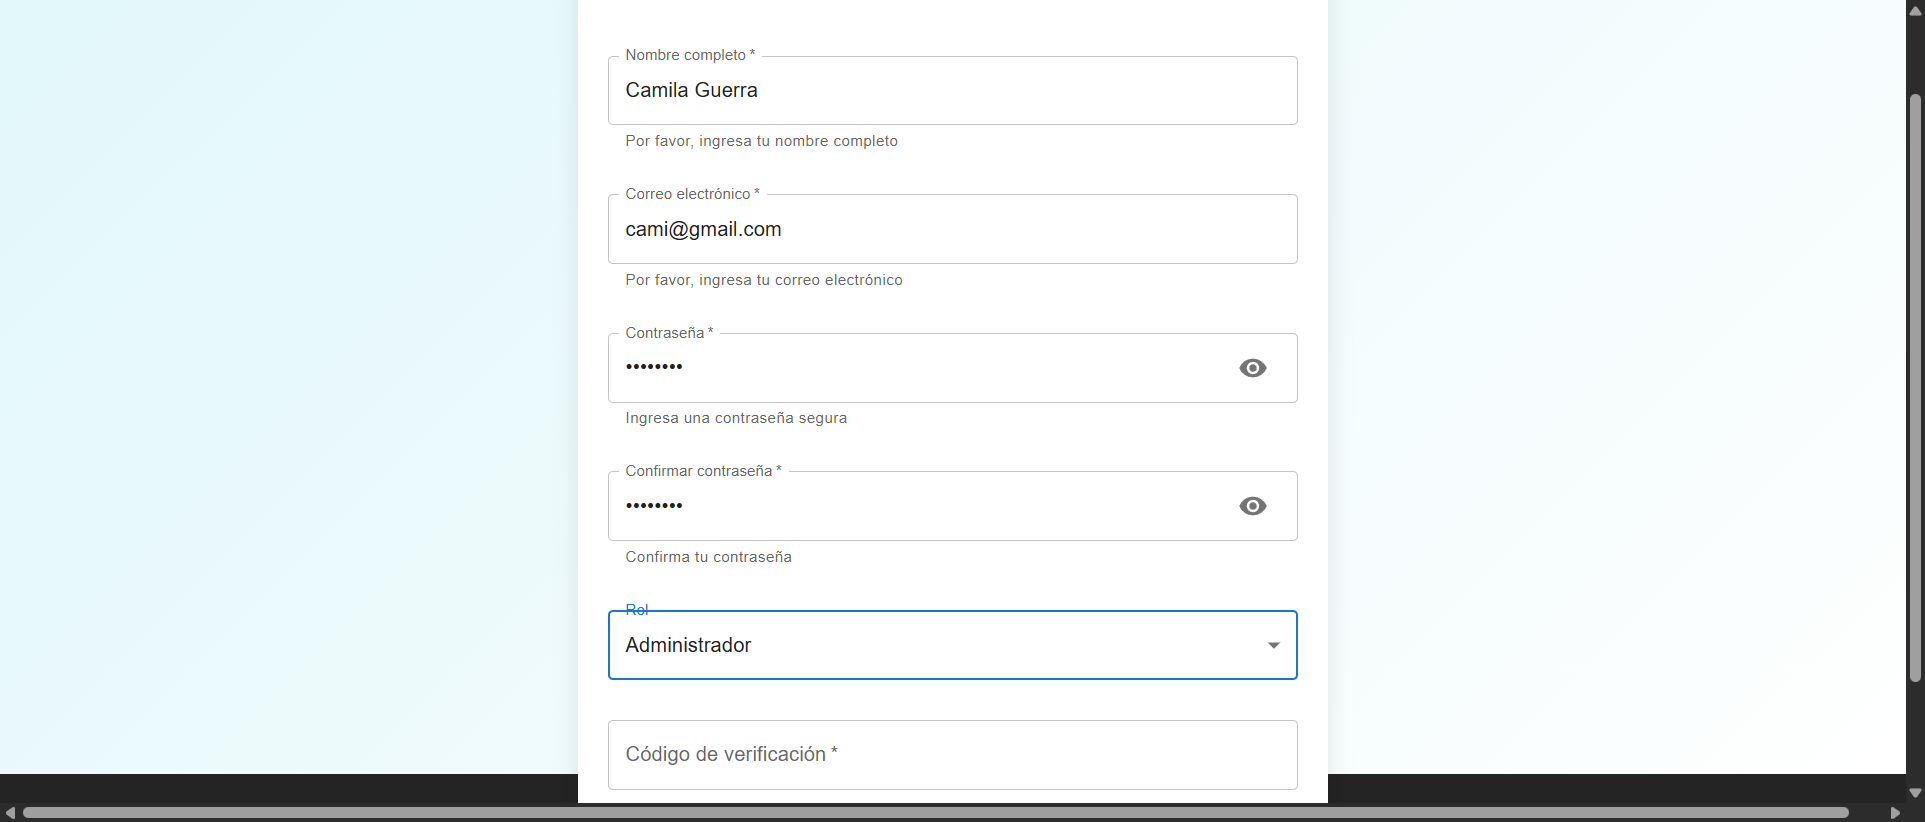 Nombre completo *
Camila Guerra
Por favor, ingresa tu nombre completo
Correo electrónico *
cami@gmail.com
Por favor, ingresa tu correo electrónico
Contraseña *
••••••••
Ingresa una contraseña segura
Confirmar contraseña *
••••••••
Confirma tu contraseña
Rol
Administrador
Código de verificación *